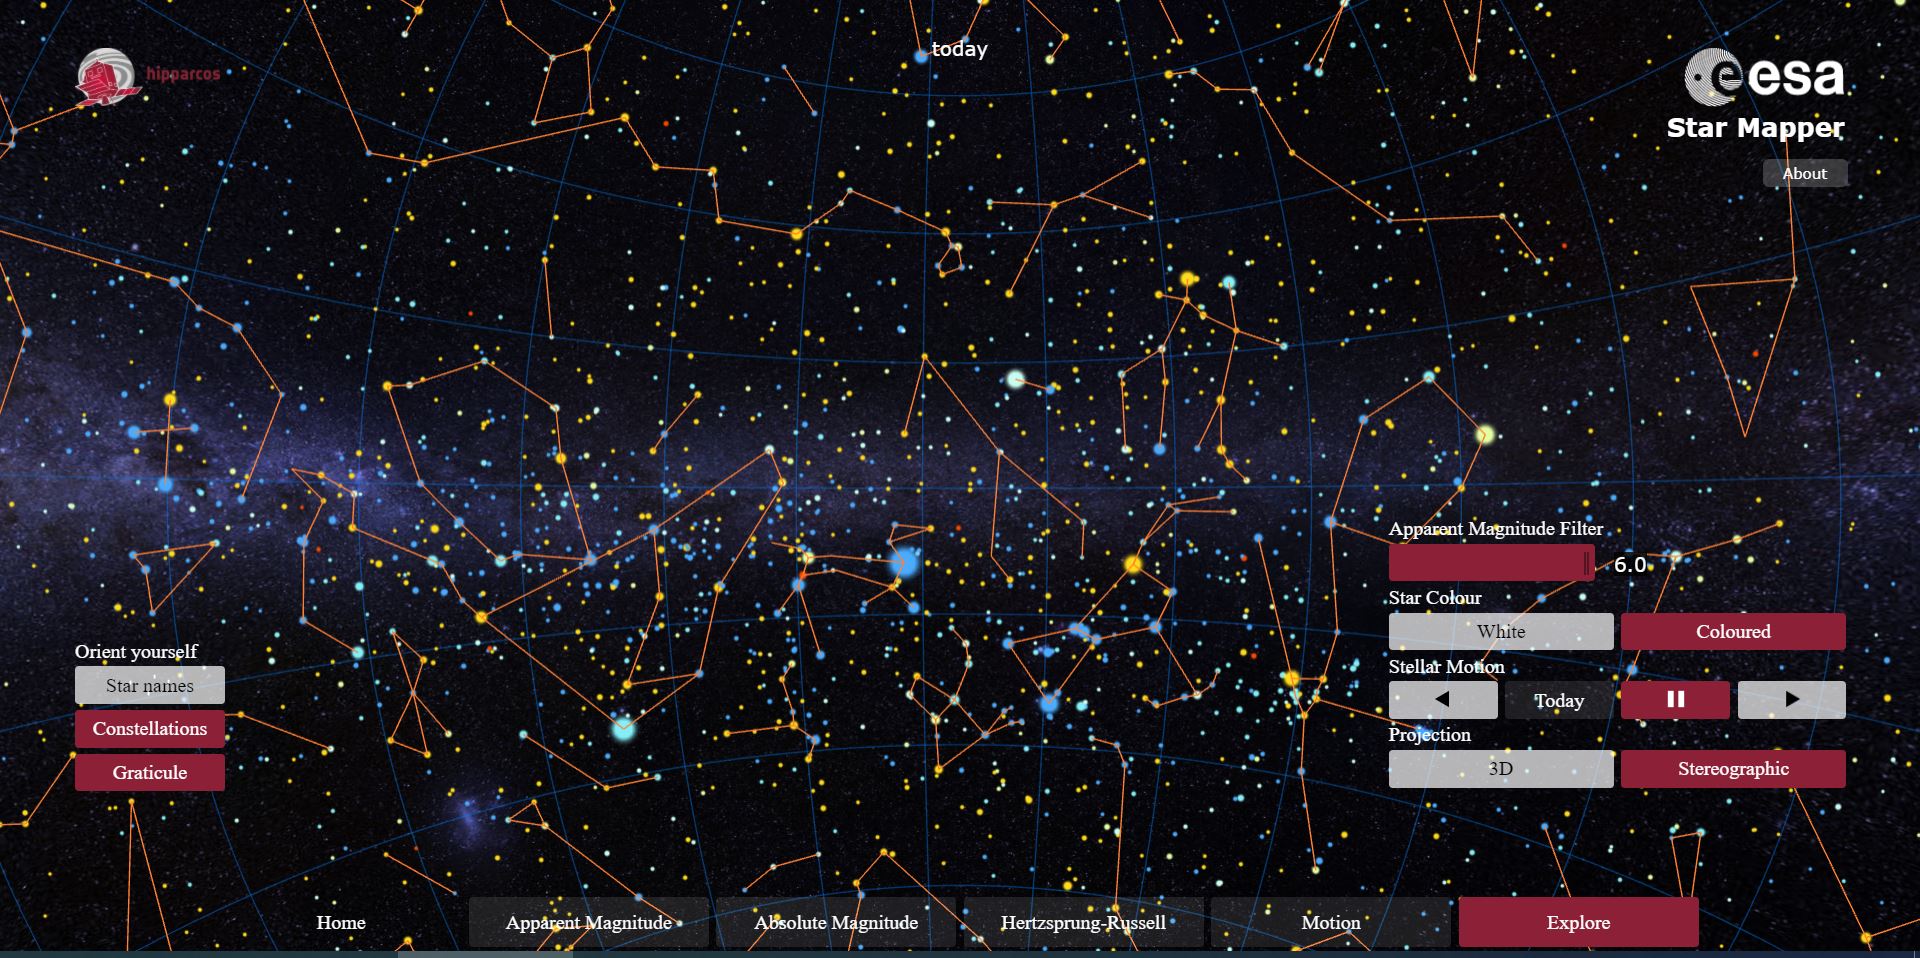 today
hipparcos
esa
Star Mapper
About
Apparent Magnitude Filter
6.0
Star Colour
White
Coloured
Stellar Motion
Today
Projection
3D
Stereographic
Orient yourself
Star names
Constellations
Graticule
Home
Apparent Magnitude
Absolute Magnitude
Hertzsprung-Russell
Motion
Explore